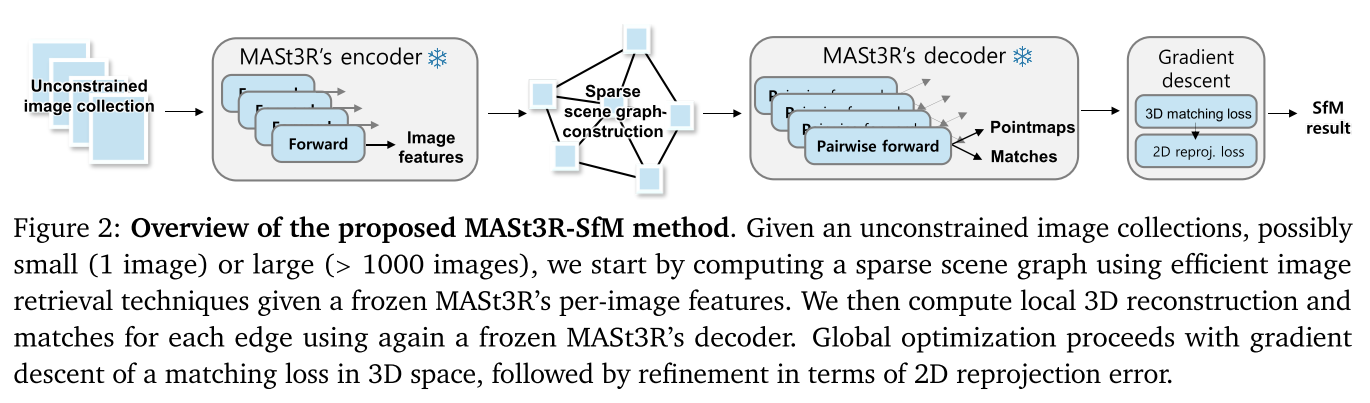 Unconstrained
image collection
MASt3R's encoder
Forward
Image
features
Sparse
scene graph-
construction
MASt3R's decoder
Pairwise forward
Pointmaps
Matches
Gradient
descent
3D matching loss
2D reproj. loss
SfM
result
Figure 2: Overview of the proposed MASt3R-SfM method. Given an unconstrained image collections, possibly
small (1 image) or large (> 1000 images), we start by computing a sparse scene graph using efficient image
retrieval techniques given a frozen MASt3R's per-image features. We then compute local 3D reconstruction and
matches for each edge using again a frozen MASt3R's decoder. Global optimization proceeds with gradient
descent of a matching loss in 3D space, followed by refinement in terms of 2D reprojection error.